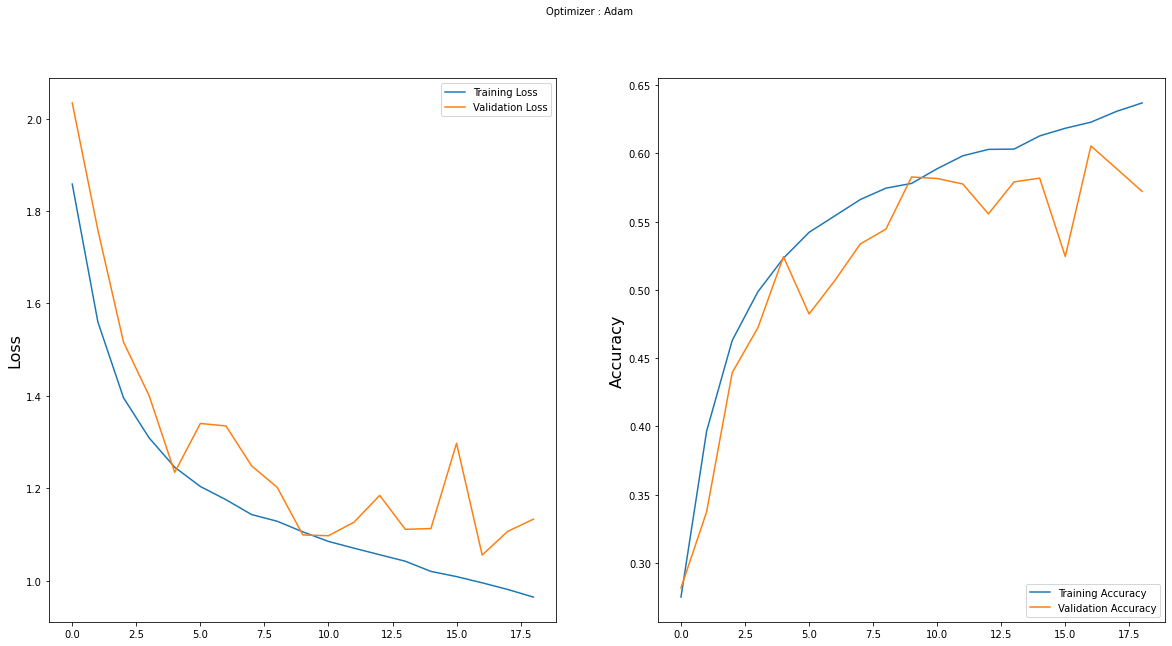 Optimizer : Adam
Loss
2.0
1.8
1.6
1.4
1.2
1.0
0.0 2.5 5.0 7.5 10.0 12.5 15.0 17.5
Training Loss
Validation Loss
Accuracy
0.65
0.60
0.55
0.50
0.45
0.40
0.35
0.30
0.0 2.5 5.0 7.5 10.0 12.5 15.0 17.5
Training Accuracy
Validation Accuracy